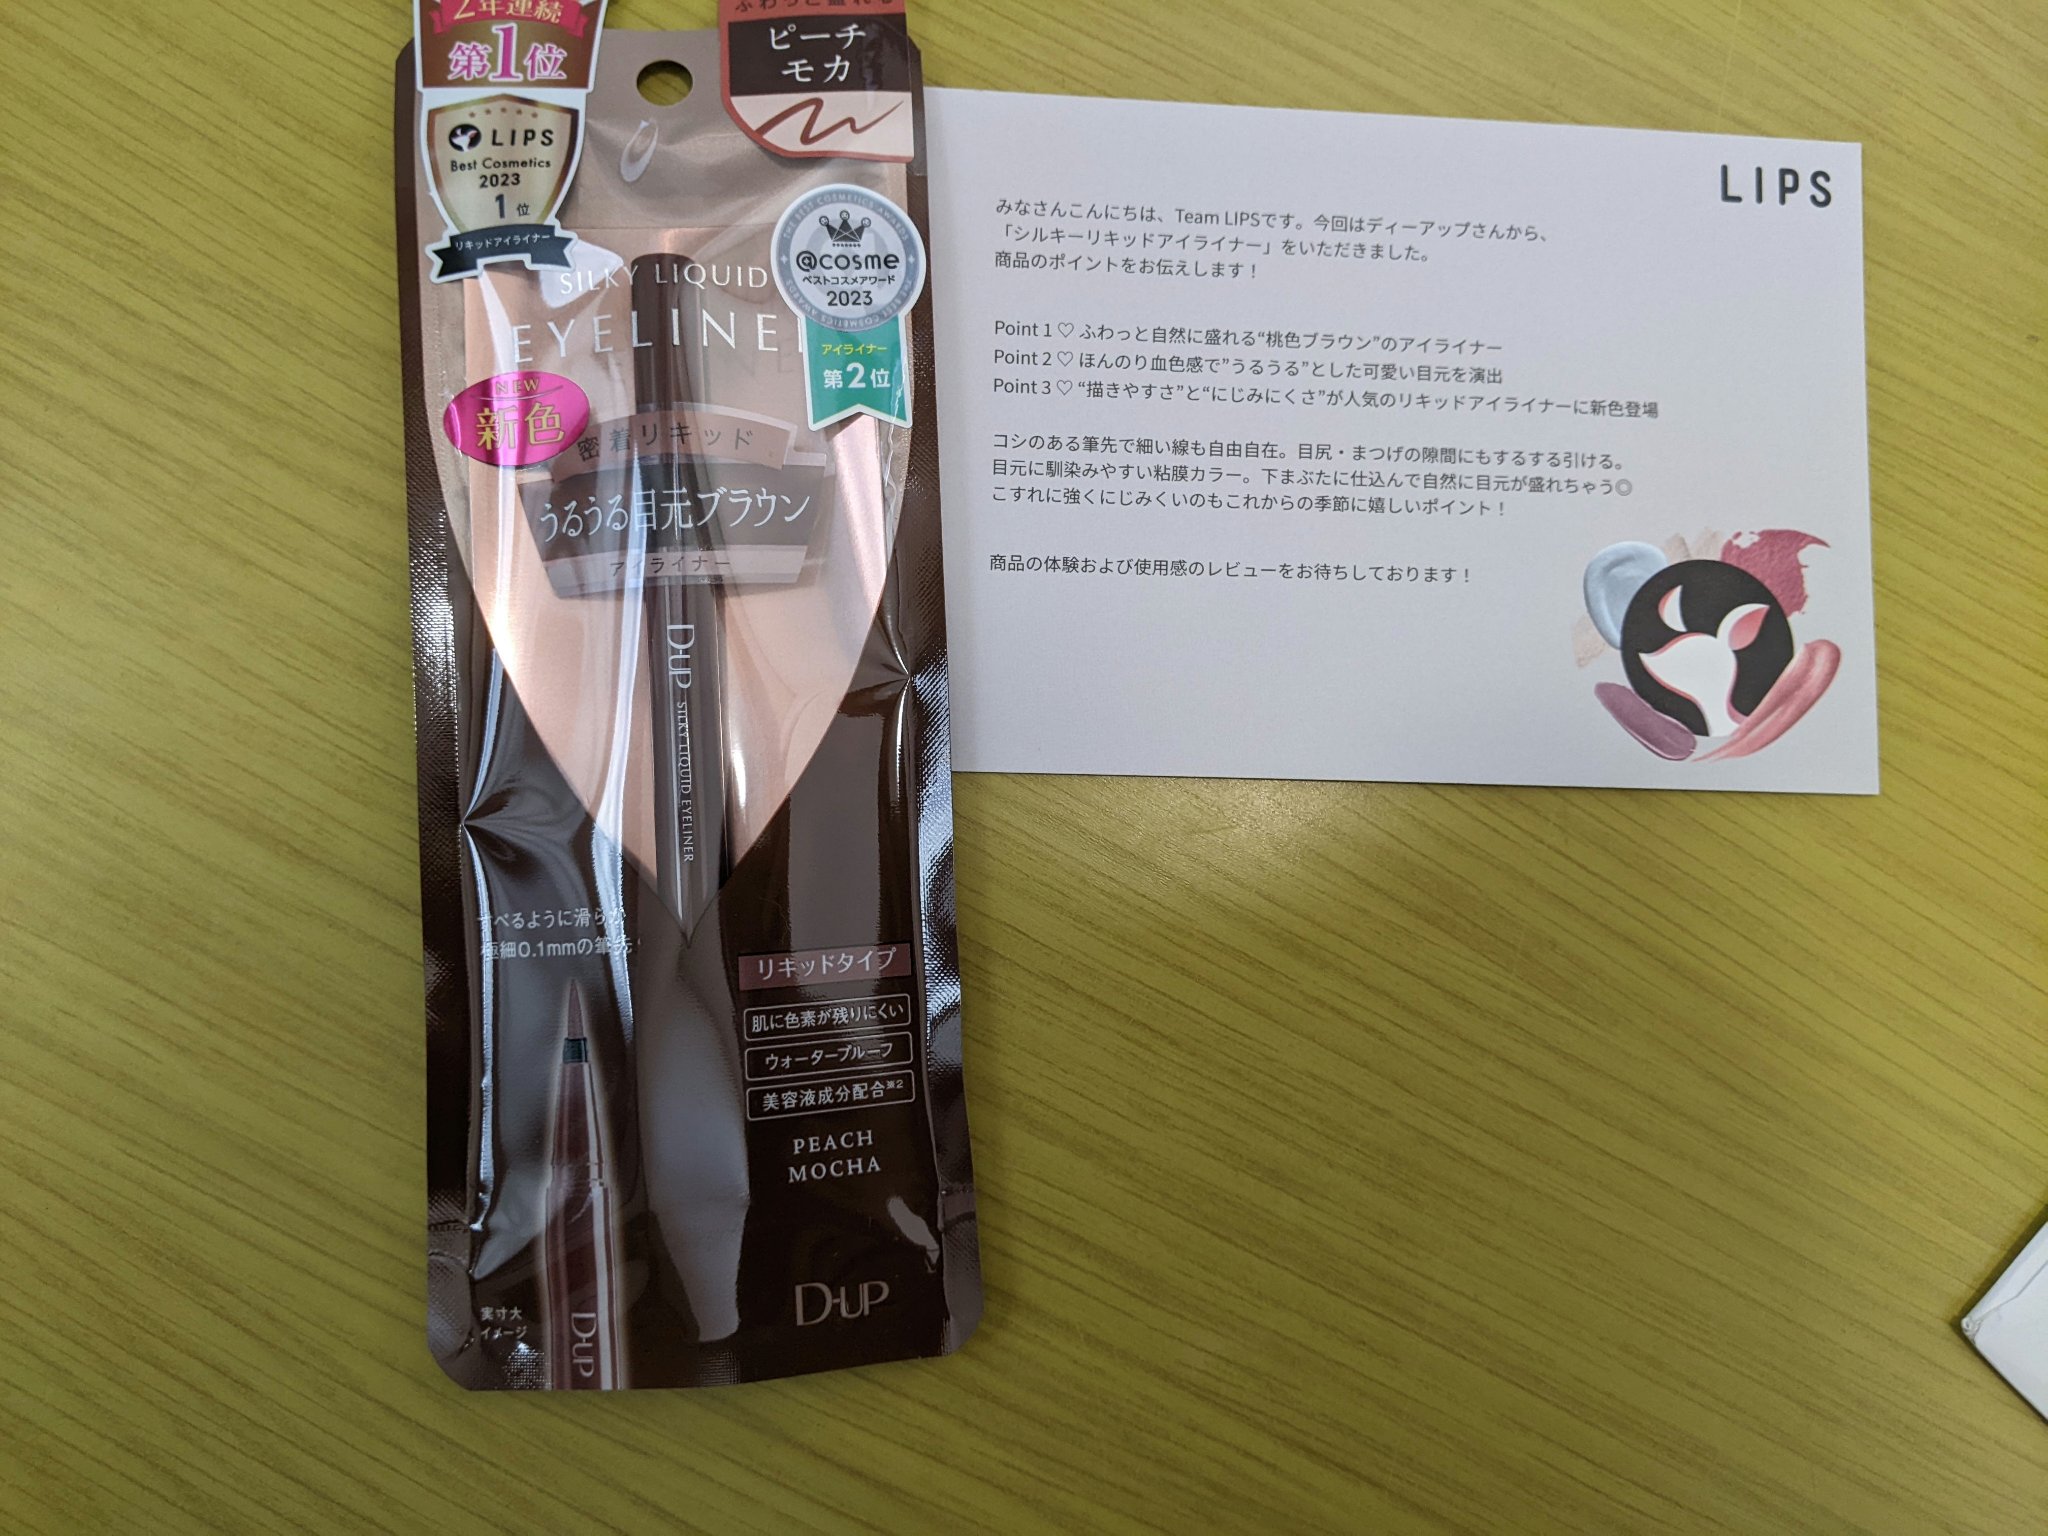 2年連続
第1位
LIPS
Best Cosmetics
2023
1位
リキッドアイライナー
ふわっと盛れる
ピーチ
モカ
@cosme
ベストコスメアワード
2023
アイライナー
第2位
SILKY LIQUID
EYELINER
NEW
新色
密着リキッド
うるうる目元ブラウン
アイライナー
D-UP SILKY LIQUID EYELINER
すべるように滑らか
極細0.1mmの筆先
リキッドタイプ
肌に色素が残りにくい
ウォータープルーフ
美容液成分配合※2
PEACH
MOCHA
D-UP
実寸大
イメージ
D-UP
LIPS
みなさんこんにちは、Team LIPSです。今回はディーアップさんから、
「シルキーリキッドアイライナー」をいただきました。
商品のポイントをお伝えします！
Point 1 ♡ ふわっと自然に盛れる“桃色ブラウン”のアイライナー
Point 2 ♡ ほんのり血色感で”うるうる”とした可愛い目元を演出
Point 3 ♡ “描きやすさ”と“にじみにくさ”が人気のリキッドアイライナーに新色登場
コシのある筆先で細い線も自由自在。目尻・まつげの隙間にもするする引ける。
目元に馴染みやすい粘膜カラー。下まぶたに仕込んで自然に目元が盛れちゃう◎
こすれに強くにじみくいのもこれからの季節に嬉しいポイント！
商品の体験および使用感のレビューをお待ちしております！